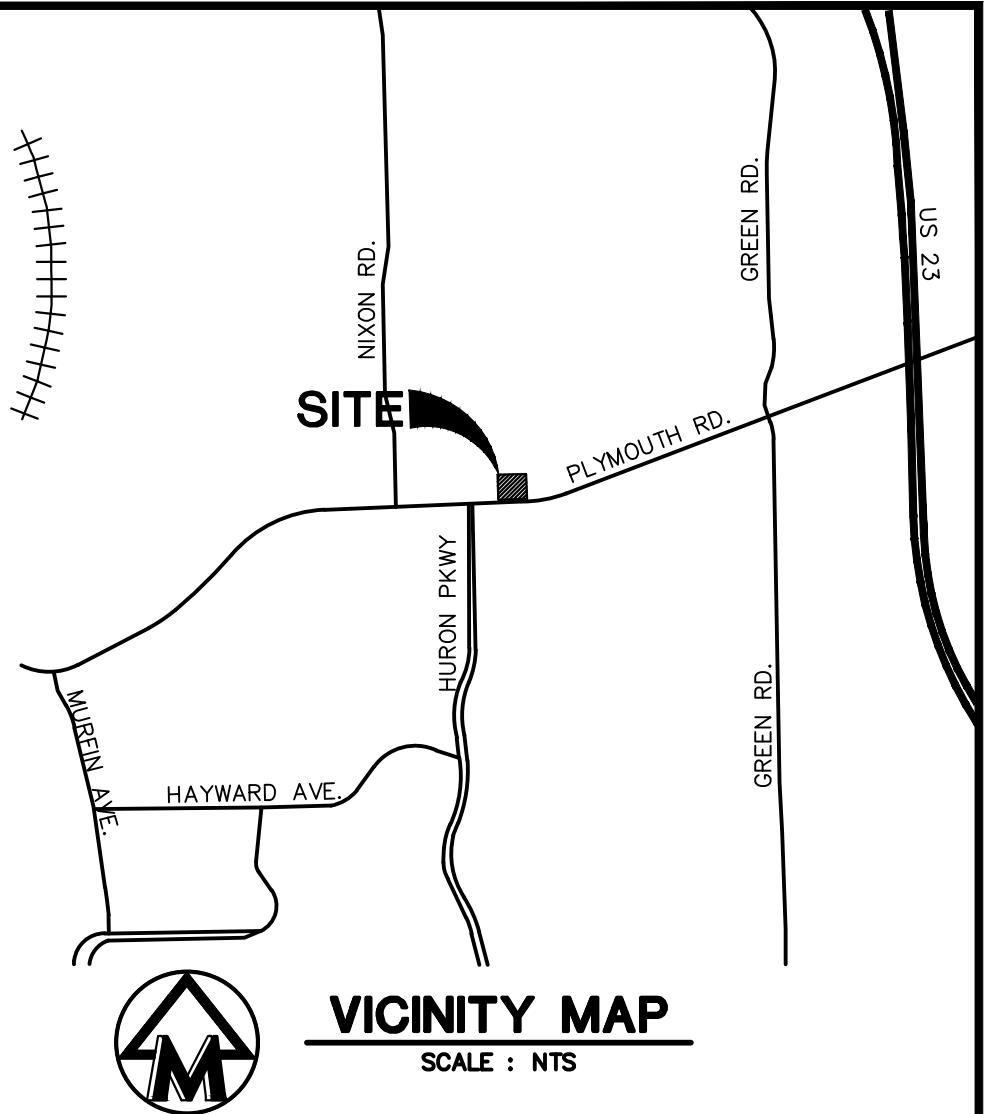 GREEN RD.
US 23
NIXON RD.
SITE
PLYMOUTH RD.
HURON PKWY
GREEN RD.
MURFIN AVE.
HAYWARD AVE.
M
VICINITY MAP
SCALE : NTS